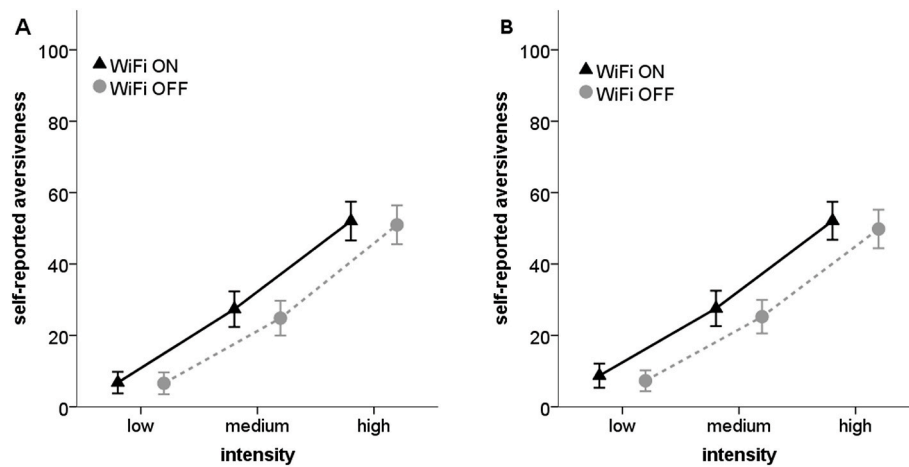 A
WiFi ON
WiFi OFF
self-reported aversiveness
100
80
60
40
20
0
low
medium
high
intensity
B
WiFi ON
WiFi OFF
self-reported aversiveness
100
80
60
40
20
0
low
medium
high
intensity